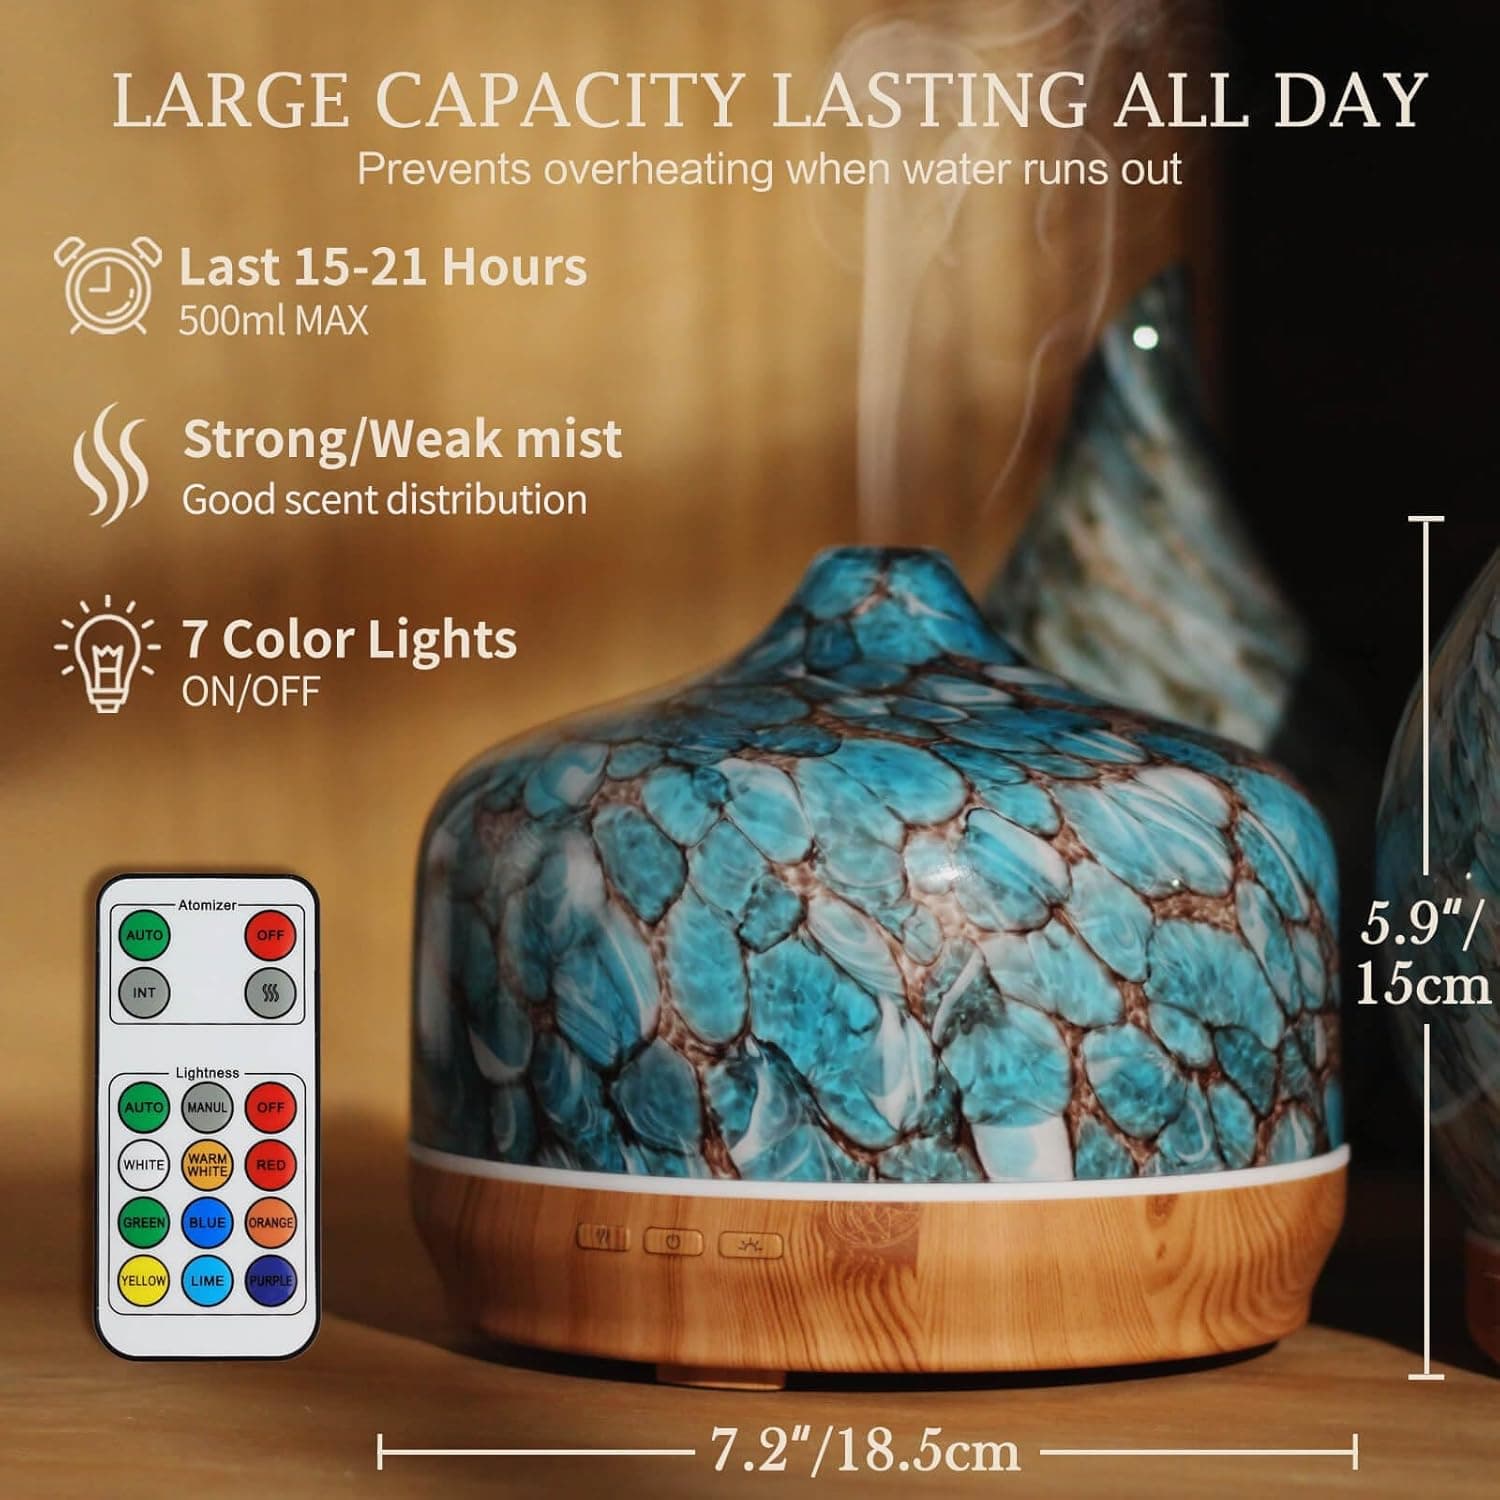 LARGE CAPACITY LASTING ALL DAY
Prevents overheating when water runs out
Last 15-21 Hours
500ml MAX
Strong/Weak mist
Good scent distribution
7 Color Lights
ON/OFF
Atomizer
AUTO OFF
INT
Lightness
AUTO MANUL OFF
WHITE WARM WHITE RED
GREEN BLUE ORANGE
YELLOW LIME PURPLE
5.9"/
15cm
7.2"/18.5cm